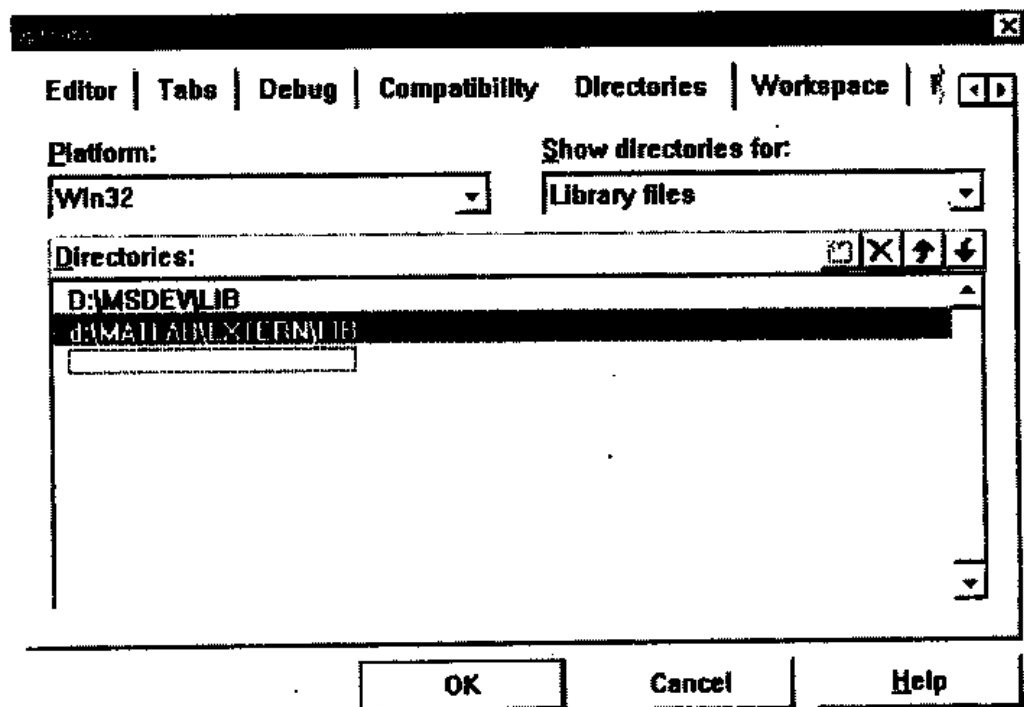 Editor Tabs Debug Compatibility Directories Workspace
Platform: Show directories for:
Win32 Library files
Directories:
D:\MSDEV\LIB
d:\MATLAB\EXTERN\LIB
OK Cancel Help